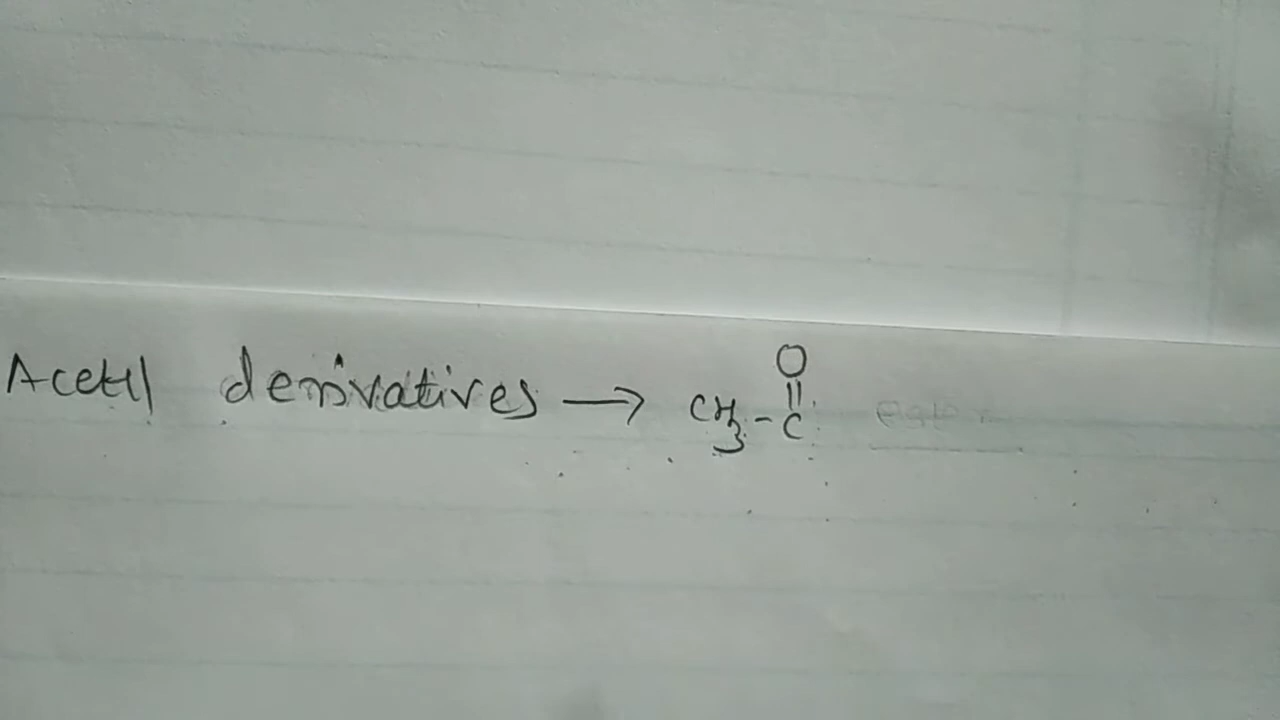 Acetyl derivatives → CH3-C
O